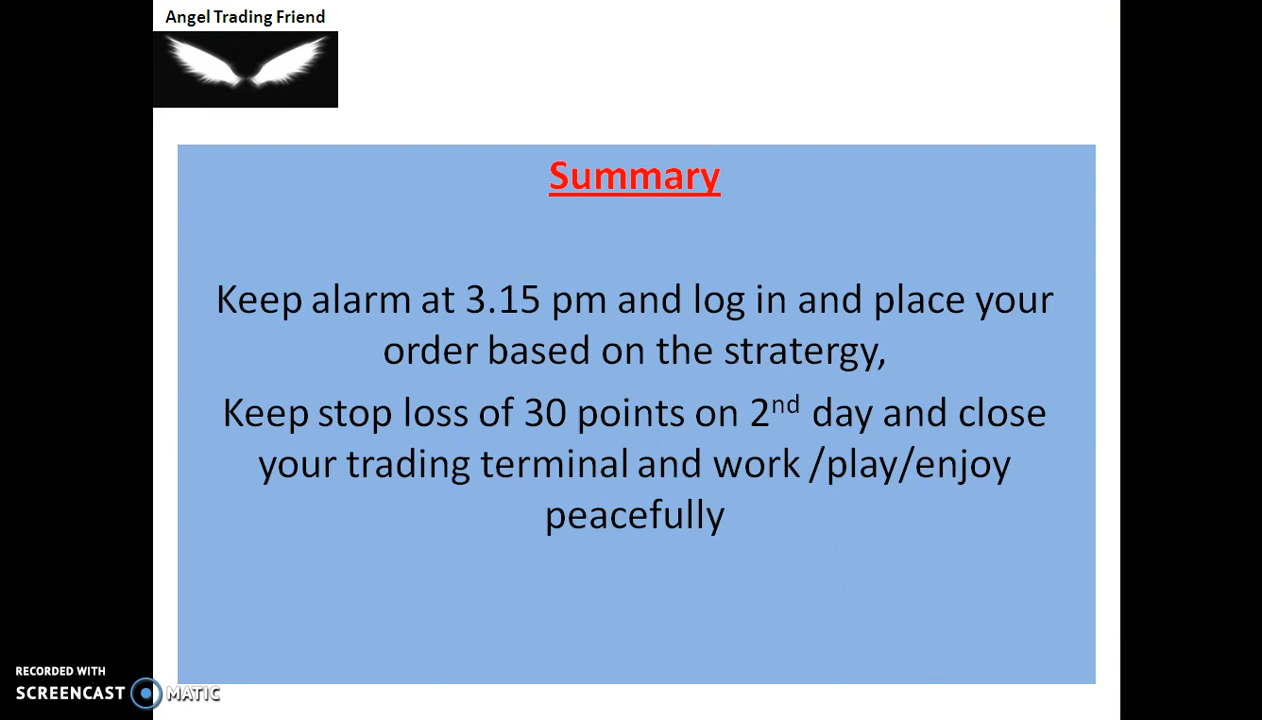 Angel Trading Friend
Summary
Keep alarm at 3.15 pm and log in and place your
order based on the stratergy,
Keep stop loss of 30 points on 2nd day and close
your trading terminal and work /play/enjoy
peacefully
RECORDED WITH
SCREENCAST MATIC